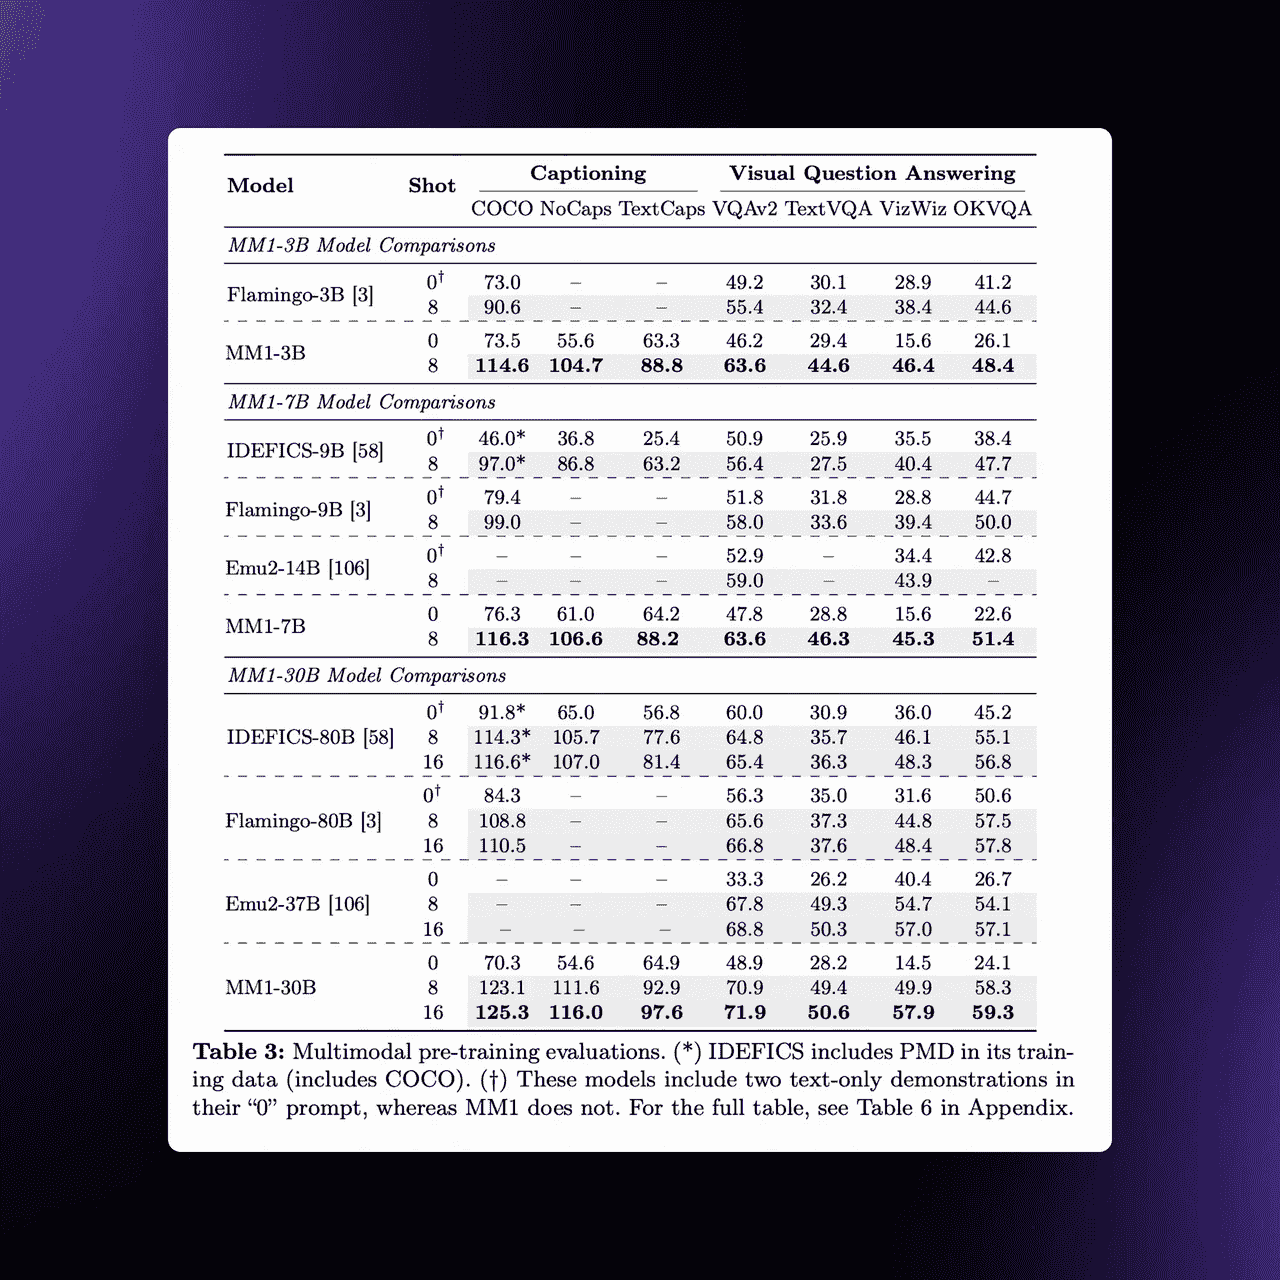 Model Shot Captioning Visual Question Answering
COCO NoCaps TextCaps VQAv2 TextVQA VizWiz OKVQA
MM1-3B Model Comparisons
Flamingo-3B [3] 0† 73.0 – – 49.2 30.1 28.9 41.2
8 90.6 – – 55.4 32.4 38.4 44.6
MM1-3B 0 73.5 55.6 63.3 46.2 29.4 15.6 26.1
8 114.6 104.7 88.8 63.6 44.6 46.4 48.4
MM1-7B Model Comparisons
IDEFICS-9B [58] 0† 46.0* 36.8 25.4 50.9 25.9 35.5 38.4
8 97.0* 86.8 63.2 56.4 27.5 40.4 47.7
Flamingo-9B [3] 0† 79.4 – – 51.8 31.8 28.8 44.7
8 99.0 – – 58.0 33.6 39.4 50.0
Emu2-14B [106] 0† – – – 52.9 – 34.4 42.8
8 – – – 59.0 – 43.9 –
MM1-7B 0 76.3 61.0 64.2 47.8 28.8 15.6 22.6
8 116.3 106.6 88.2 63.6 46.3 45.3 51.4
MM1-30B Model Comparisons
IDEFICS-80B [58] 0† 91.8* 65.0 56.8 60.0 30.9 36.0 45.2
8 114.3* 105.7 77.6 64.8 35.7 46.1 55.1
16 116.6* 107.0 81.4 65.4 36.3 48.3 56.8
Flamingo-80B [3] 0† 84.3 – – 56.3 35.0 31.6 50.6
8 108.8 – – 65.6 37.3 44.8 57.5
16 110.5 – – 66.8 37.6 48.4 57.8
Emu2-37B [106] 0 – – – 33.3 26.2 40.4 26.7
8 – – – 67.8 49.3 54.7 54.1
16 – – – 68.8 50.3 57.0 57.1
MM1-30B 0 70.3 54.6 64.9 48.9 28.2 14.5 24.1
8 123.1 111.6 92.9 70.9 49.4 49.9 58.3
16 125.3 116.0 97.6 71.9 50.6 57.9 59.3
Table 3: Multimodal pre-training evaluations. (*) IDEFICS includes PMD in its train-
ing data (includes COCO). (†) These models include two text-only demonstrations in
their “0” prompt, whereas MM1 does not. For the full table, see Table 6 in Appendix.